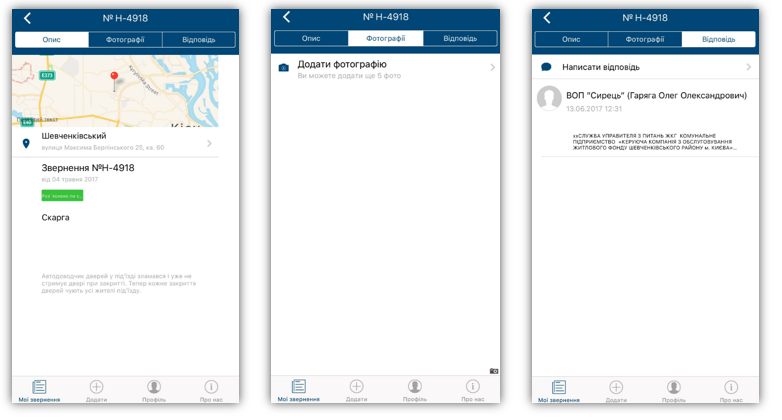 № Н-4918
Опис
Фотографії
Відповідь
E373
E40
Шевченківський
вулиця Максима Берлінського 25, кв. 60
Звернення №Н-4918
від 04 травня 2017
Скарга
Автодоводчик дверей у під'їзді зламався і уже не
стримує двері при закритті. Тепер кожне закриття
дверей чують усі жителі під'їзду.
Мої звернення
Додати
Профіль
Про нас
№ Н-4918
Опис
Фотографії
Відповідь
Додати фотографію
Ви можете додати ще 5 фото
Мої звернення
Додати
Профіль
Про нас
№ Н-4918
Опис
Фотографії
Відповідь
Написати відповідь
ВОП "Сирець" (Гаряга Олег Олександрович)
13.06.2017 12:31
хъСЛУЖБА УПРАВИТЕЛЯ З ПИТАНЬ ЖКГ КОМУНАЛЬНЕ
ПІДПРИЄМСТВО «КЕРУЮЧА КОМПАНІЯ З ОБСЛУГОВУВАННЯ
ЖИТЛОВОГО ФОНДУ ШЕВЧЕНКІВСЬКОГО РАЙОНУ м. КИЄВА»...
Мої звернення
Додати
Профіль
Про нас